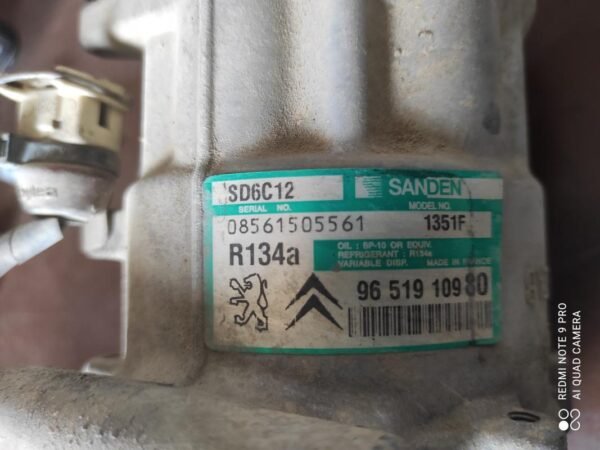 SD6C12 SANDEN
SERIAL NO. MODEL NO.
08561505561 1351F
R134a OIL : SP-10 OR EQUIV.
REFRIGERANT : R134a
VARIABLE DISP. MADE IN FRANCE
96 519 109 80
REDMI NOTE 9 PRO
AI QUAD CAMERA